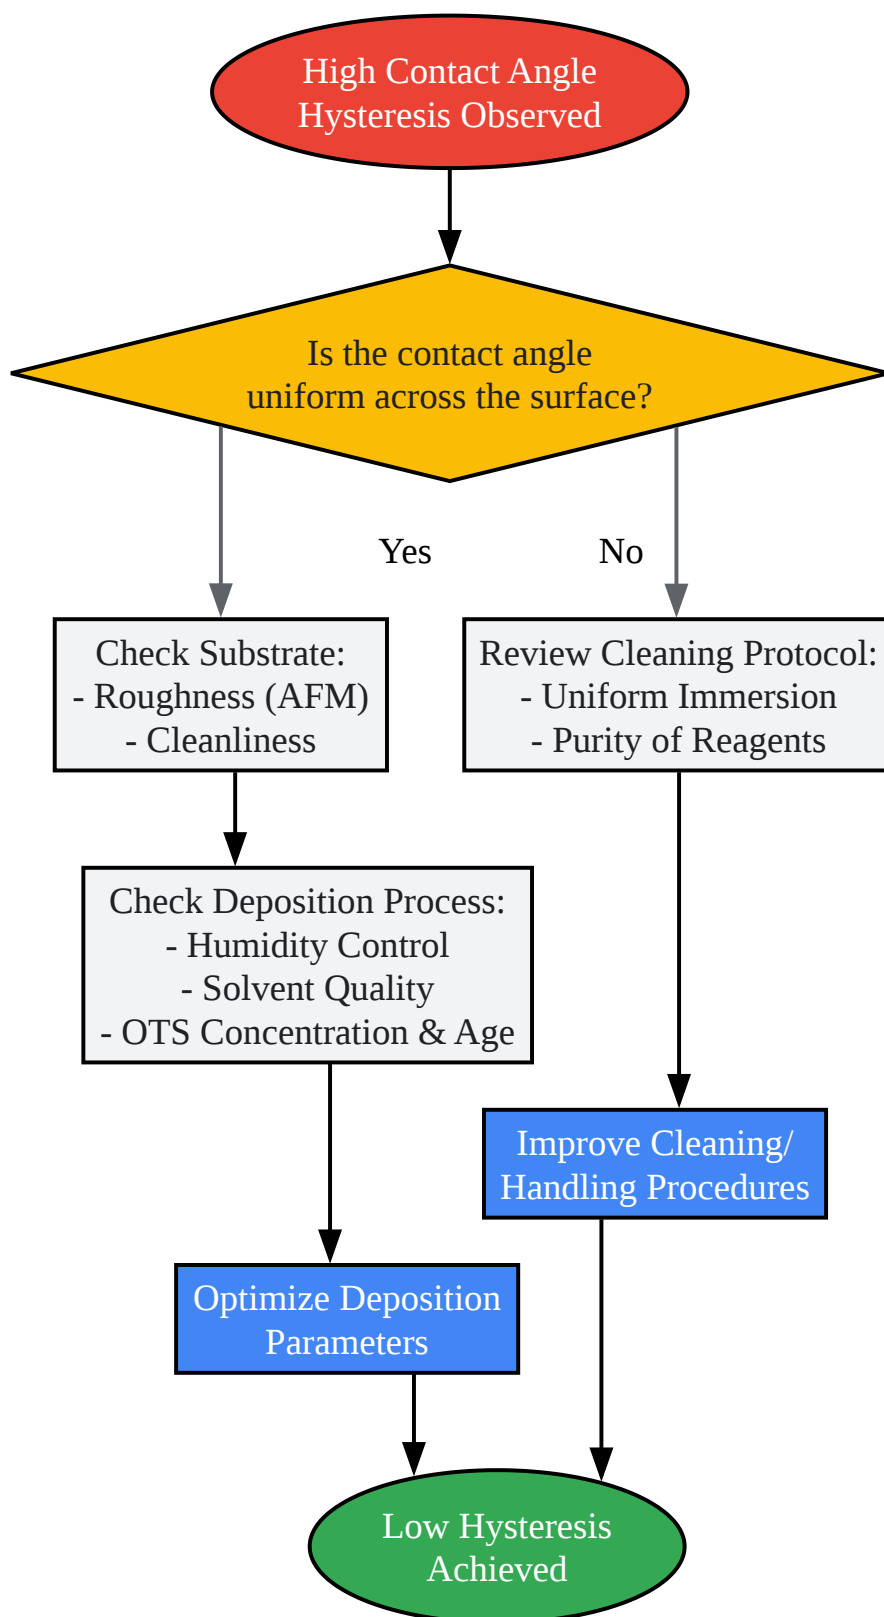 High Contact Angle
Hysteresis Observed
Is the contact angle
uniform across the surface?
Yes
No
Check Substrate:
- Roughness (AFM)
- Cleanliness
Review Cleaning Protocol:
- Uniform Immersion
- Purity of Reagents
Check Deposition Process:
- Humidity Control
- Solvent Quality
- OTS Concentration & Age
Improve Cleaning/
Handling Procedures
Optimize Deposition
Parameters
Low Hysteresis
Achieved